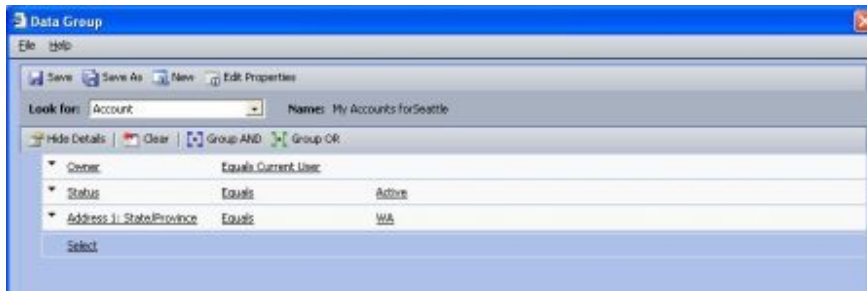 Data Group
File Help
Save Save As New Edit Properties
Look for: Account Name: My Accounts forSeattle
Hide Details | Clear | Group AND Group OR
Owner Equals Current User
Status Equals Active
Address 1: State/Province Equals WA
Select